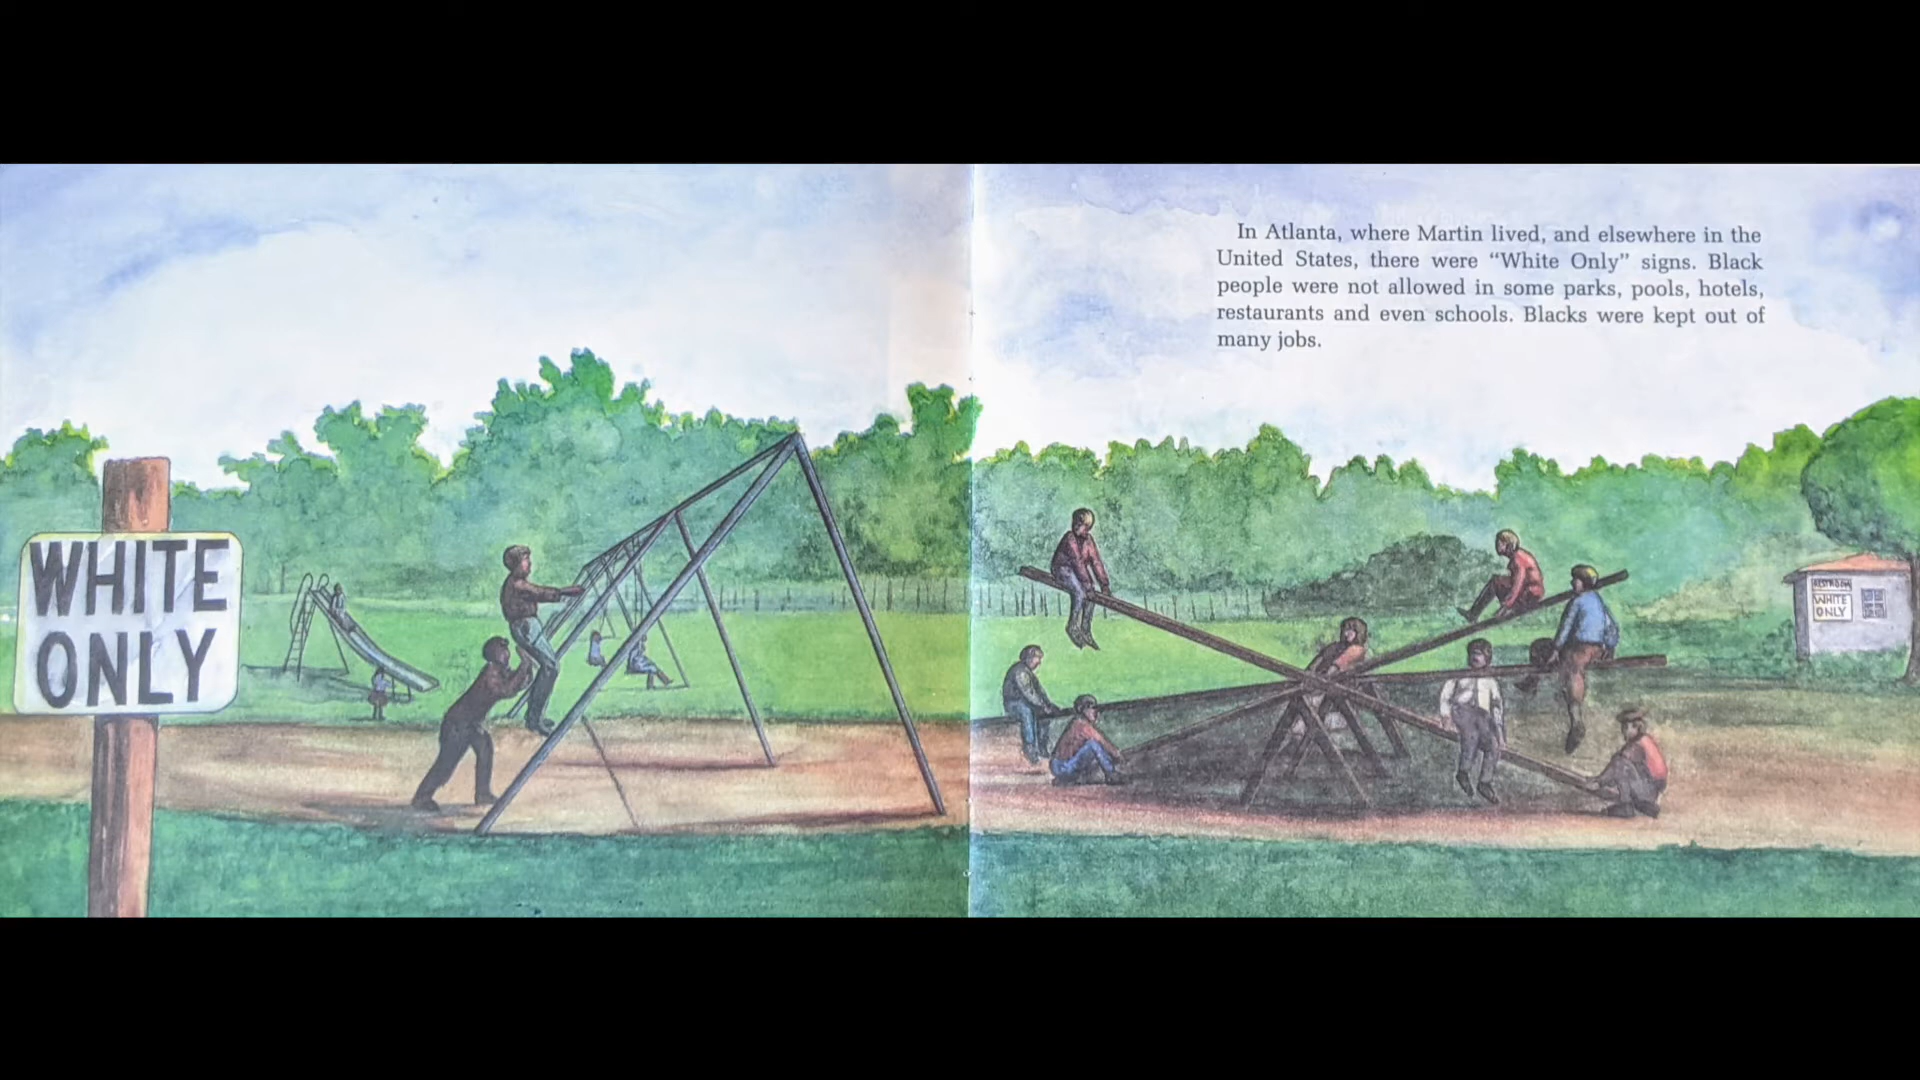 WHITE
ONLY
In Atlanta, where Martin lived, and elsewhere in the
United States, there were “White Only” signs. Black
people were not allowed in some parks, pools, hotels,
restaurants and even schools. Blacks were kept out of
many jobs.
RESTROOM
WHITE
ONLY